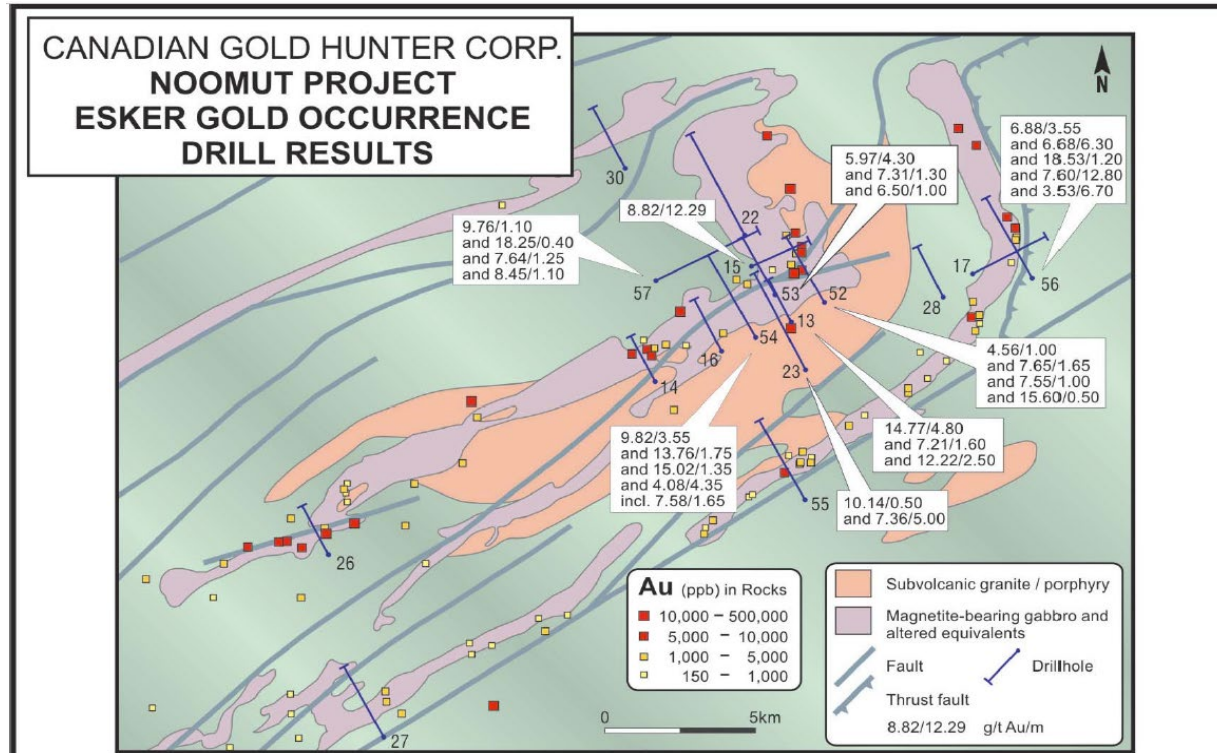 CANADIAN GOLD HUNTER CORP.
NOOMUT PROJECT
ESKER GOLD OCCURRENCE
DRILL RESULTS
N
30
22
8.82/12.29
5.97/4.30
and 7.31/1.30
and 6.50/1.00
6.88/3.55
and 6.68/6.30
and 18.53/1.20
and 7.60/12.80
and 3.53/6.70
9.76/1.10
and 18.25/0.40
and 7.64/1.25
and 8.45/1.10
15
57
53
52
17
28
56
13
54
16
23
14
4.56/1.00
and 7.65/1.65
and 7.55/1.00
and 15.60/0.50
9.82/3.55
and 13.76/1.75
and 15.02/1.35
and 4.08/4.35
incl. 7.58/1.65
14.77/4.80
and 7.21/1.60
and 12.22/2.50
10.14/0.50
and 7.36/5.00
55
26
27
Au (ppb) in Rocks
10,000 – 500,000
5,000 – 10,000
1,000 – 5,000
150 – 1,000
0 5km
Subvolcanic granite / porphyry
Magnetite-bearing gabbro and
altered equivalents
Fault
Drillhole
Thrust fault
8.82/12.29 g/t Au/m